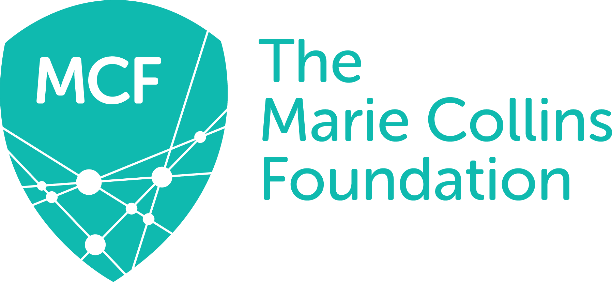 MCF
The
Marie Collins
Foundation